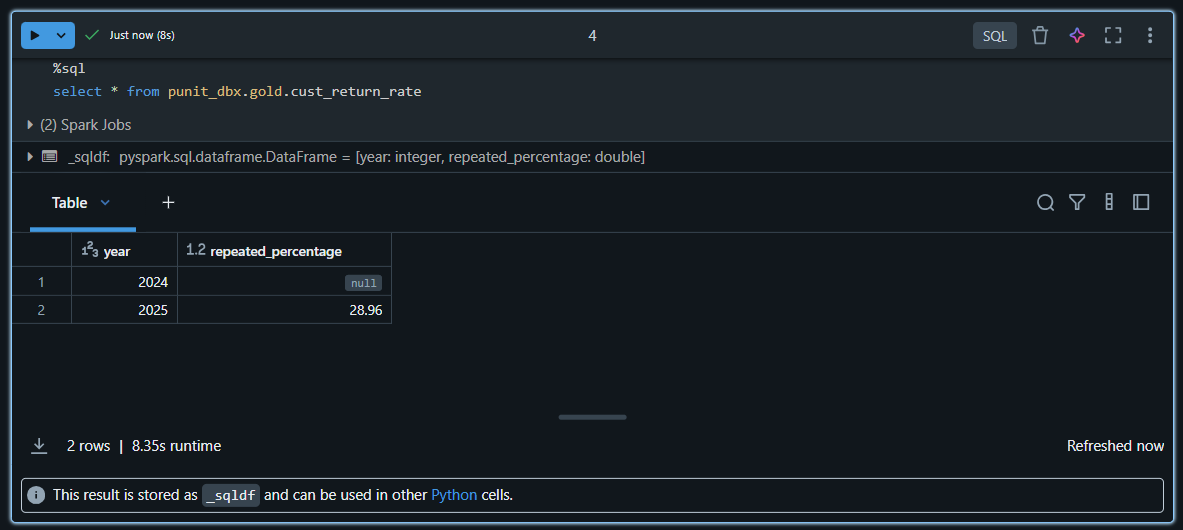 Just now (8s)
4
SQL
%sql
select * from punit_dbx.gold.cust_return_rate
(2) Spark Jobs
_sqldf: pyspark.sql.dataframe.DataFrame = [year: integer, repeated_percentage: double]
Table
+
123 year 1.2 repeated_percentage
1 2024 null
2 2025 28.96
2 rows | 8.35s runtime
Refreshed now
This result is stored as _sqldf and can be used in other Python cells.